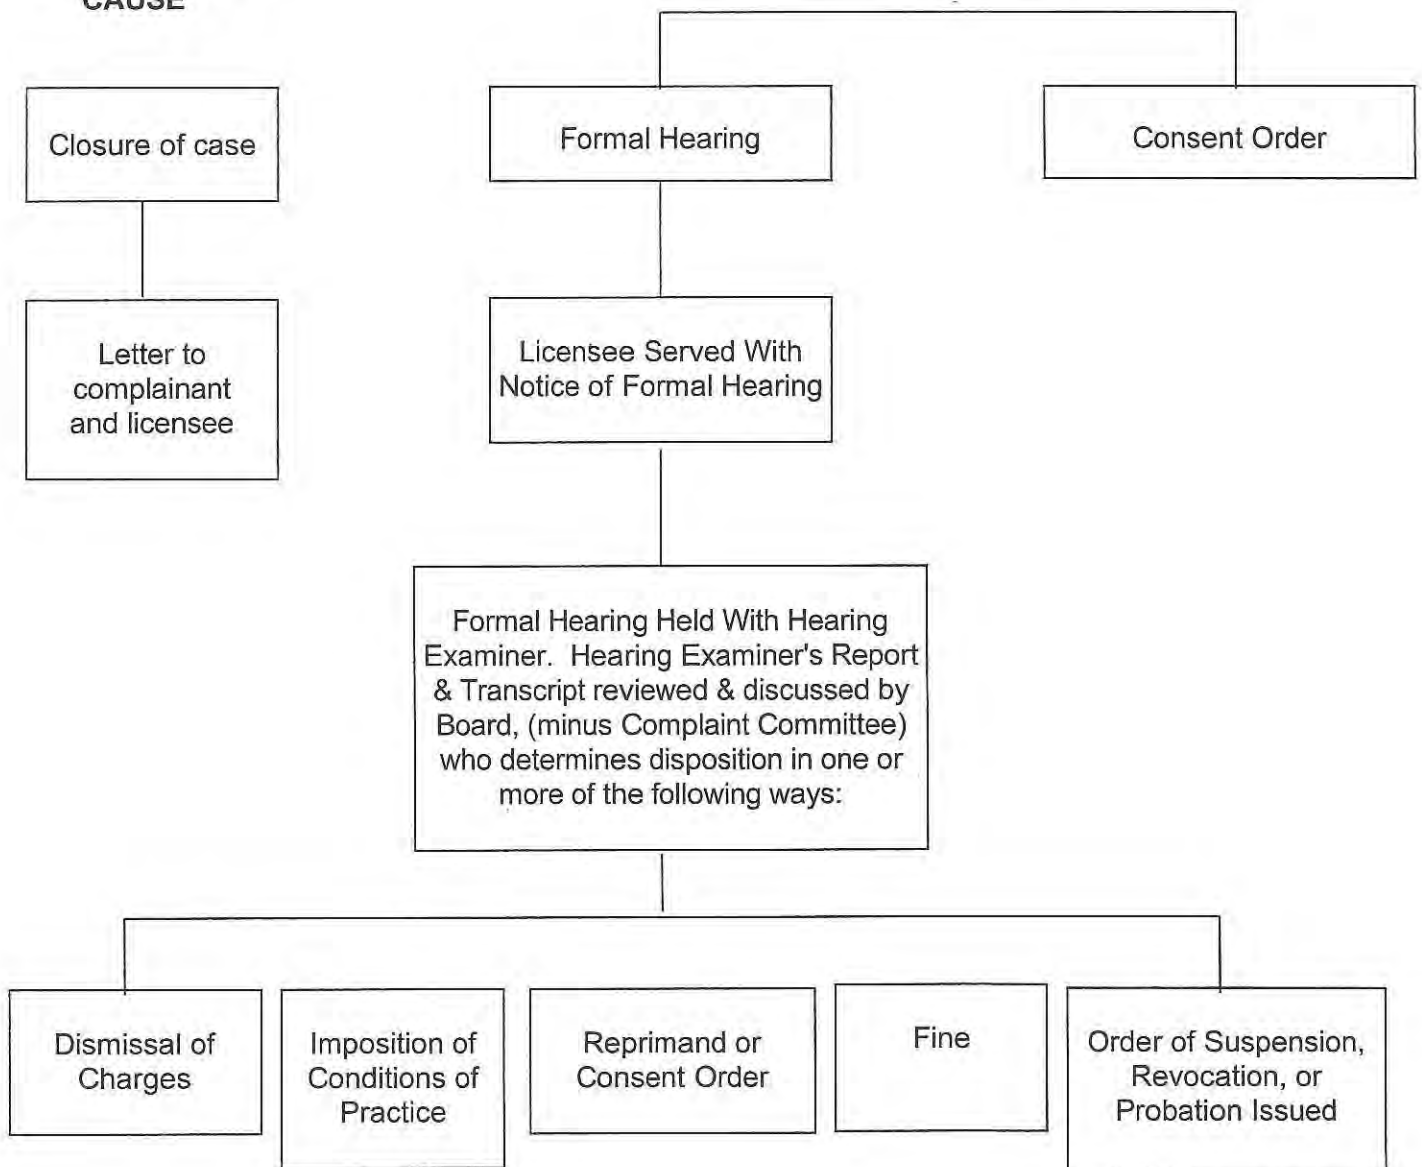 CAUSE
Closure of case
Formal Hearing
Consent Order
Letter to
complainant
and licensee
Licensee Served With
Notice of Formal Hearing
Formal Hearing Held With Hearing
Examiner.  Hearing Examiner's Report
& Transcript reviewed & discussed by
Board, (minus Complaint Committee)
who determines disposition in one or
more of the following ways:
Dismissal of
Charges
Imposition of
Conditions of
Practice
Reprimand or
Consent Order
Fine
Order of Suspension,
Revocation, or
Probation Issued